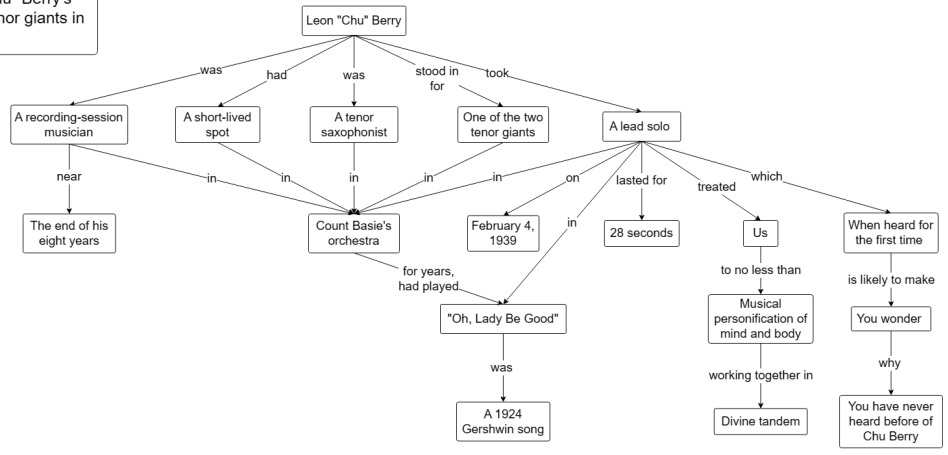 Berry's
nor giants in
Leon "Chu" Berry
was
had
was
stood in
for
took
A recording-session
musician
A short-lived
spot
A tenor
saxophonist
One of the two
tenor giants
A lead solo
near
in
in
in
in
in
on
in
lasted for
treated
which
The end of his
eight years
Count Basie's
orchestra
February 4,
1939
28 seconds
Us
When heard for
the first time
for years,
had played
to no less than
is likely to make
"Oh, Lady Be Good"
Musical
personification of
mind and body
You wonder
was
working together in
why
A 1924
Gershwin song
Divine tandem
You have never
heard before of
Chu Berry